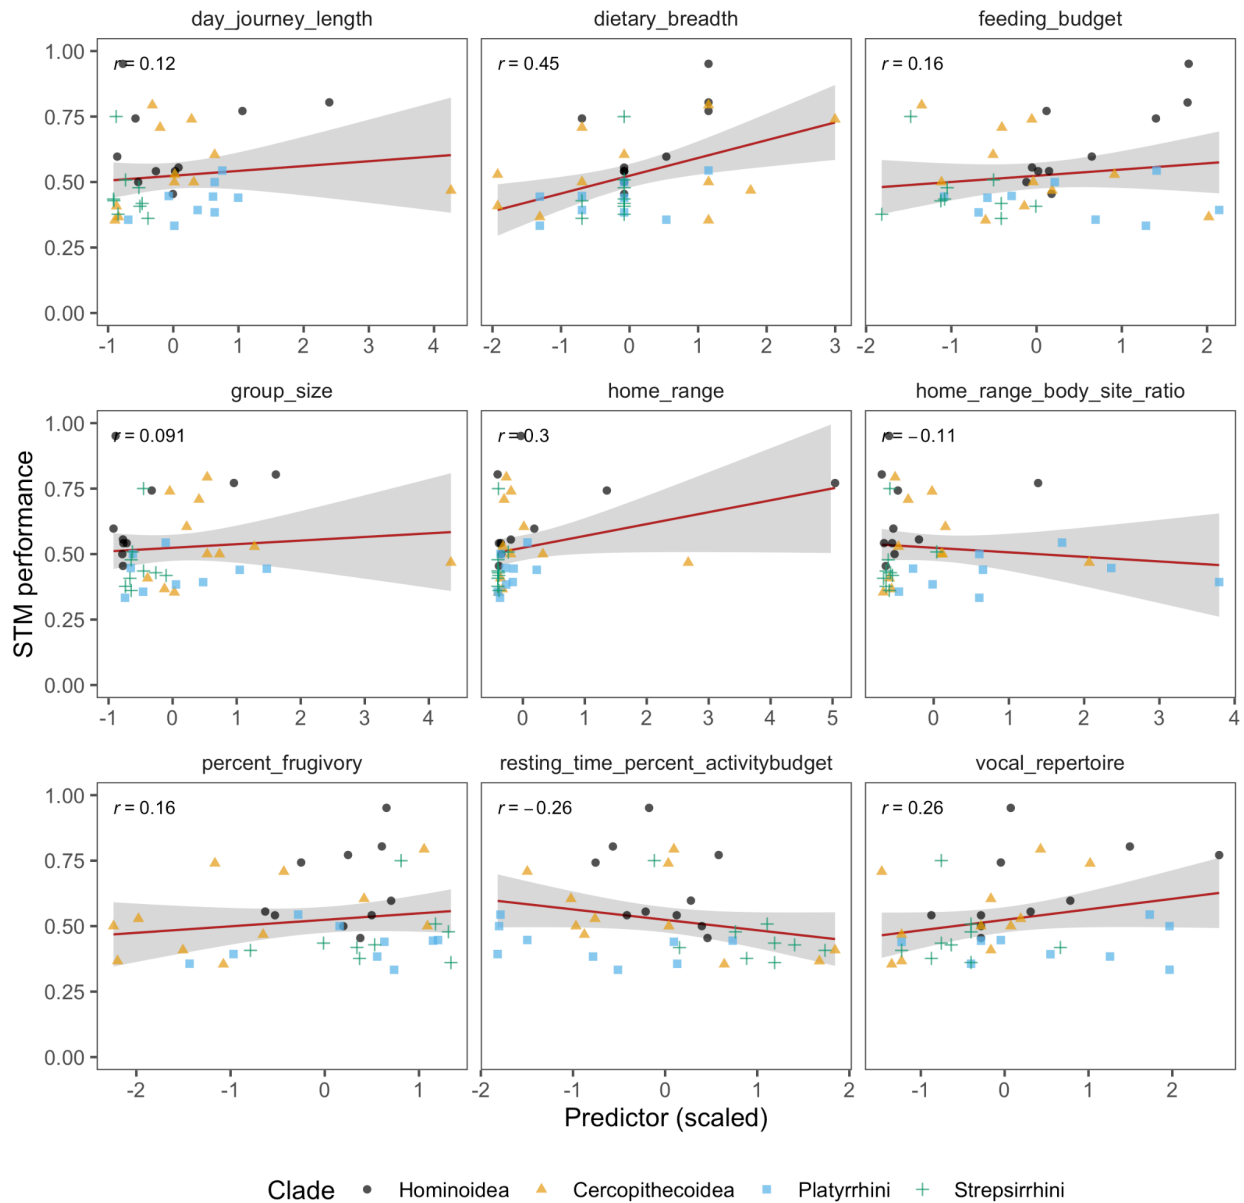 day_journey_length dietary_breadth feeding_budget
1.00
0.75
0.50
0.25
0.00
r = 0.12
r = 0.45
r = 0.16
-1 0 1 2 3 4
-2 -1 0 1 2 3
-2 -1 0 1 2
group_size home_range home_range_body_site_ratio
1.00
0.75
0.50
0.25
0.00
r = 0.091
r = 0.3
r = −0.11
-1 0 1 2 3 4
0 1 2 3 4 5
0 1 2 3 4
STM performance
percent_frugivory resting_time_percent_activitybudget vocal_repertoire
1.00
0.75
0.50
0.25
0.00
r = 0.16
r = −0.26
r = 0.26
-2 -1 0 1
-2 -1 0 1 2
-1 0 1 2
Predictor (scaled)
Clade Hominoidea Cercopithecoidea Platyrrhini Strepsirrhini